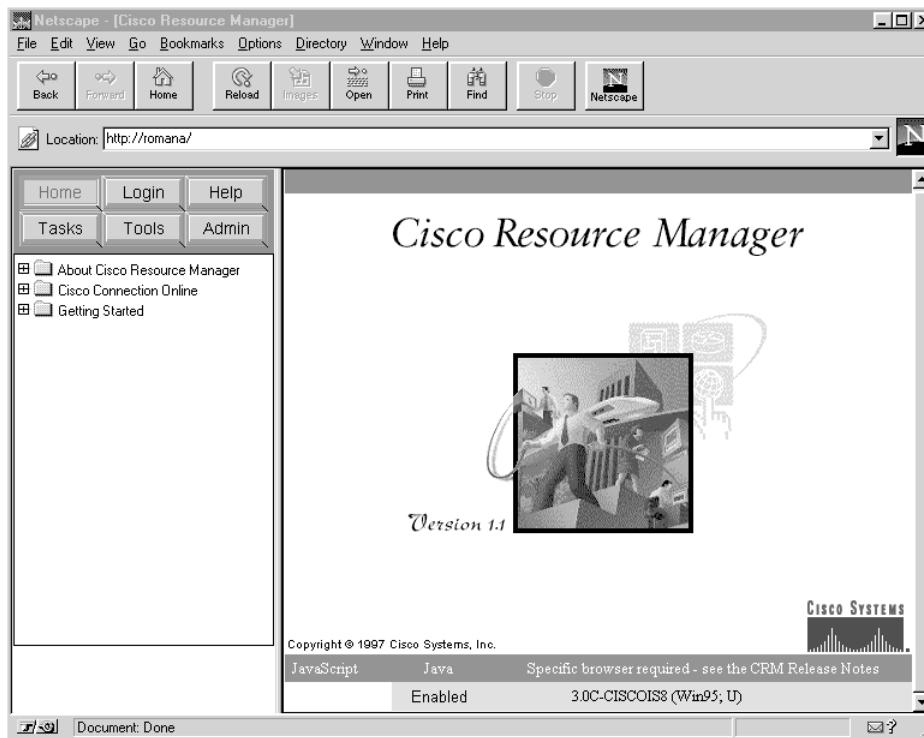 Netscape - [Cisco Resource Manager]
File Edit View Go Bookmarks Options Directory Window Help
Back Forward Home Reload Images Open Print Find Stop Netscape
Location: http://romana/
N
Home Login Help
Tasks Tools Admin
About Cisco Resource Manager
Cisco Connection Online
Getting Started
Cisco Resource Manager
Version 1.1
CISCO SYSTEMS
Copyright © 1997 Cisco Systems, Inc.
JavaScript Java Specific browser required - see the CRM Release Notes
Enabled 3.0C-CISCOIS8 (Win95; U)
Document: Done